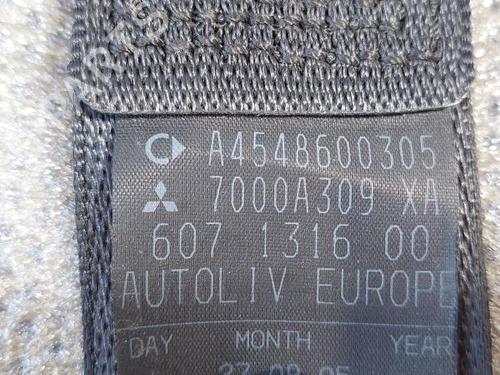 A4548600305
7000A309 XA
607 1316 00
AUTOLIV EUROPE
DAY MONTH YEAR